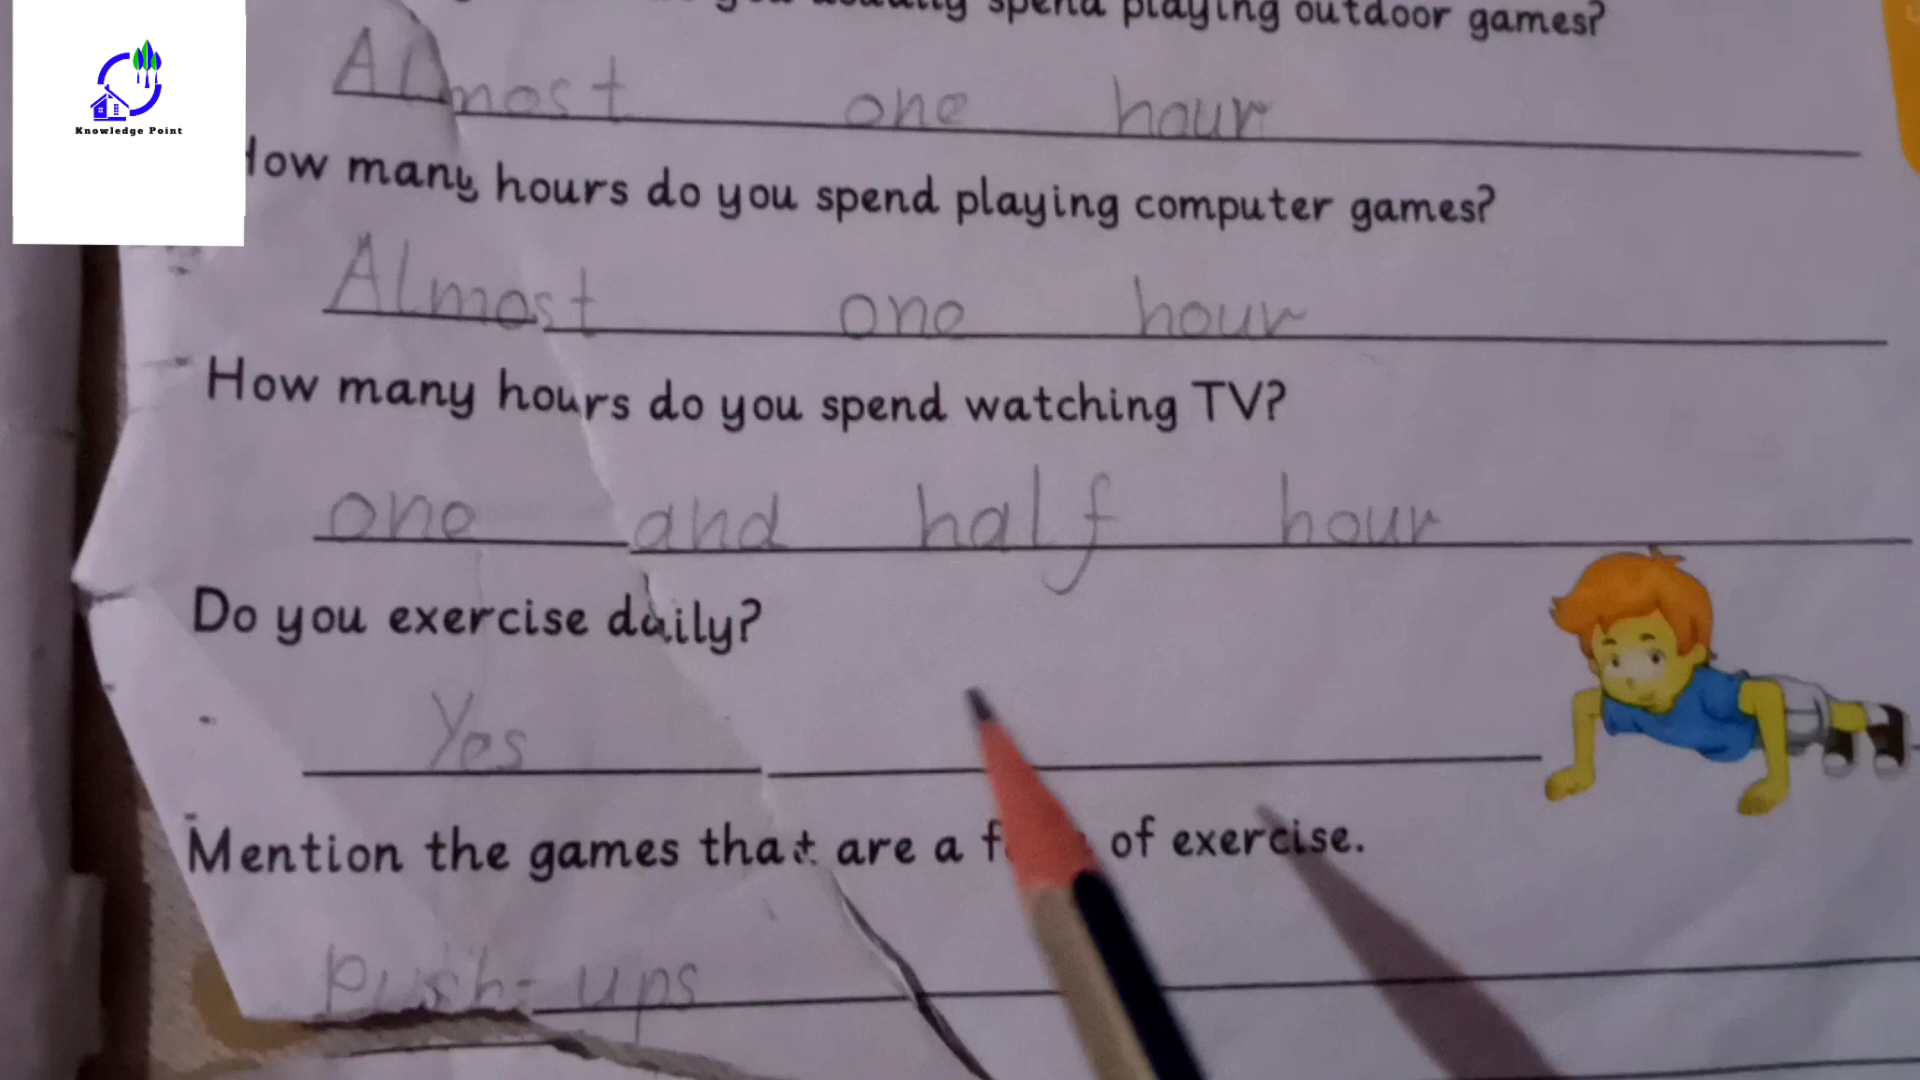 you usually spend playing outdoor games?
Almost one hour
Knowledge Point
How many hours do you spend playing computer games?
Almost one hour
How many hours do you spend watching TV?
one and half hour
Do you exercise daily?
Yes
Mention the games that are a of exercise.
push-ups